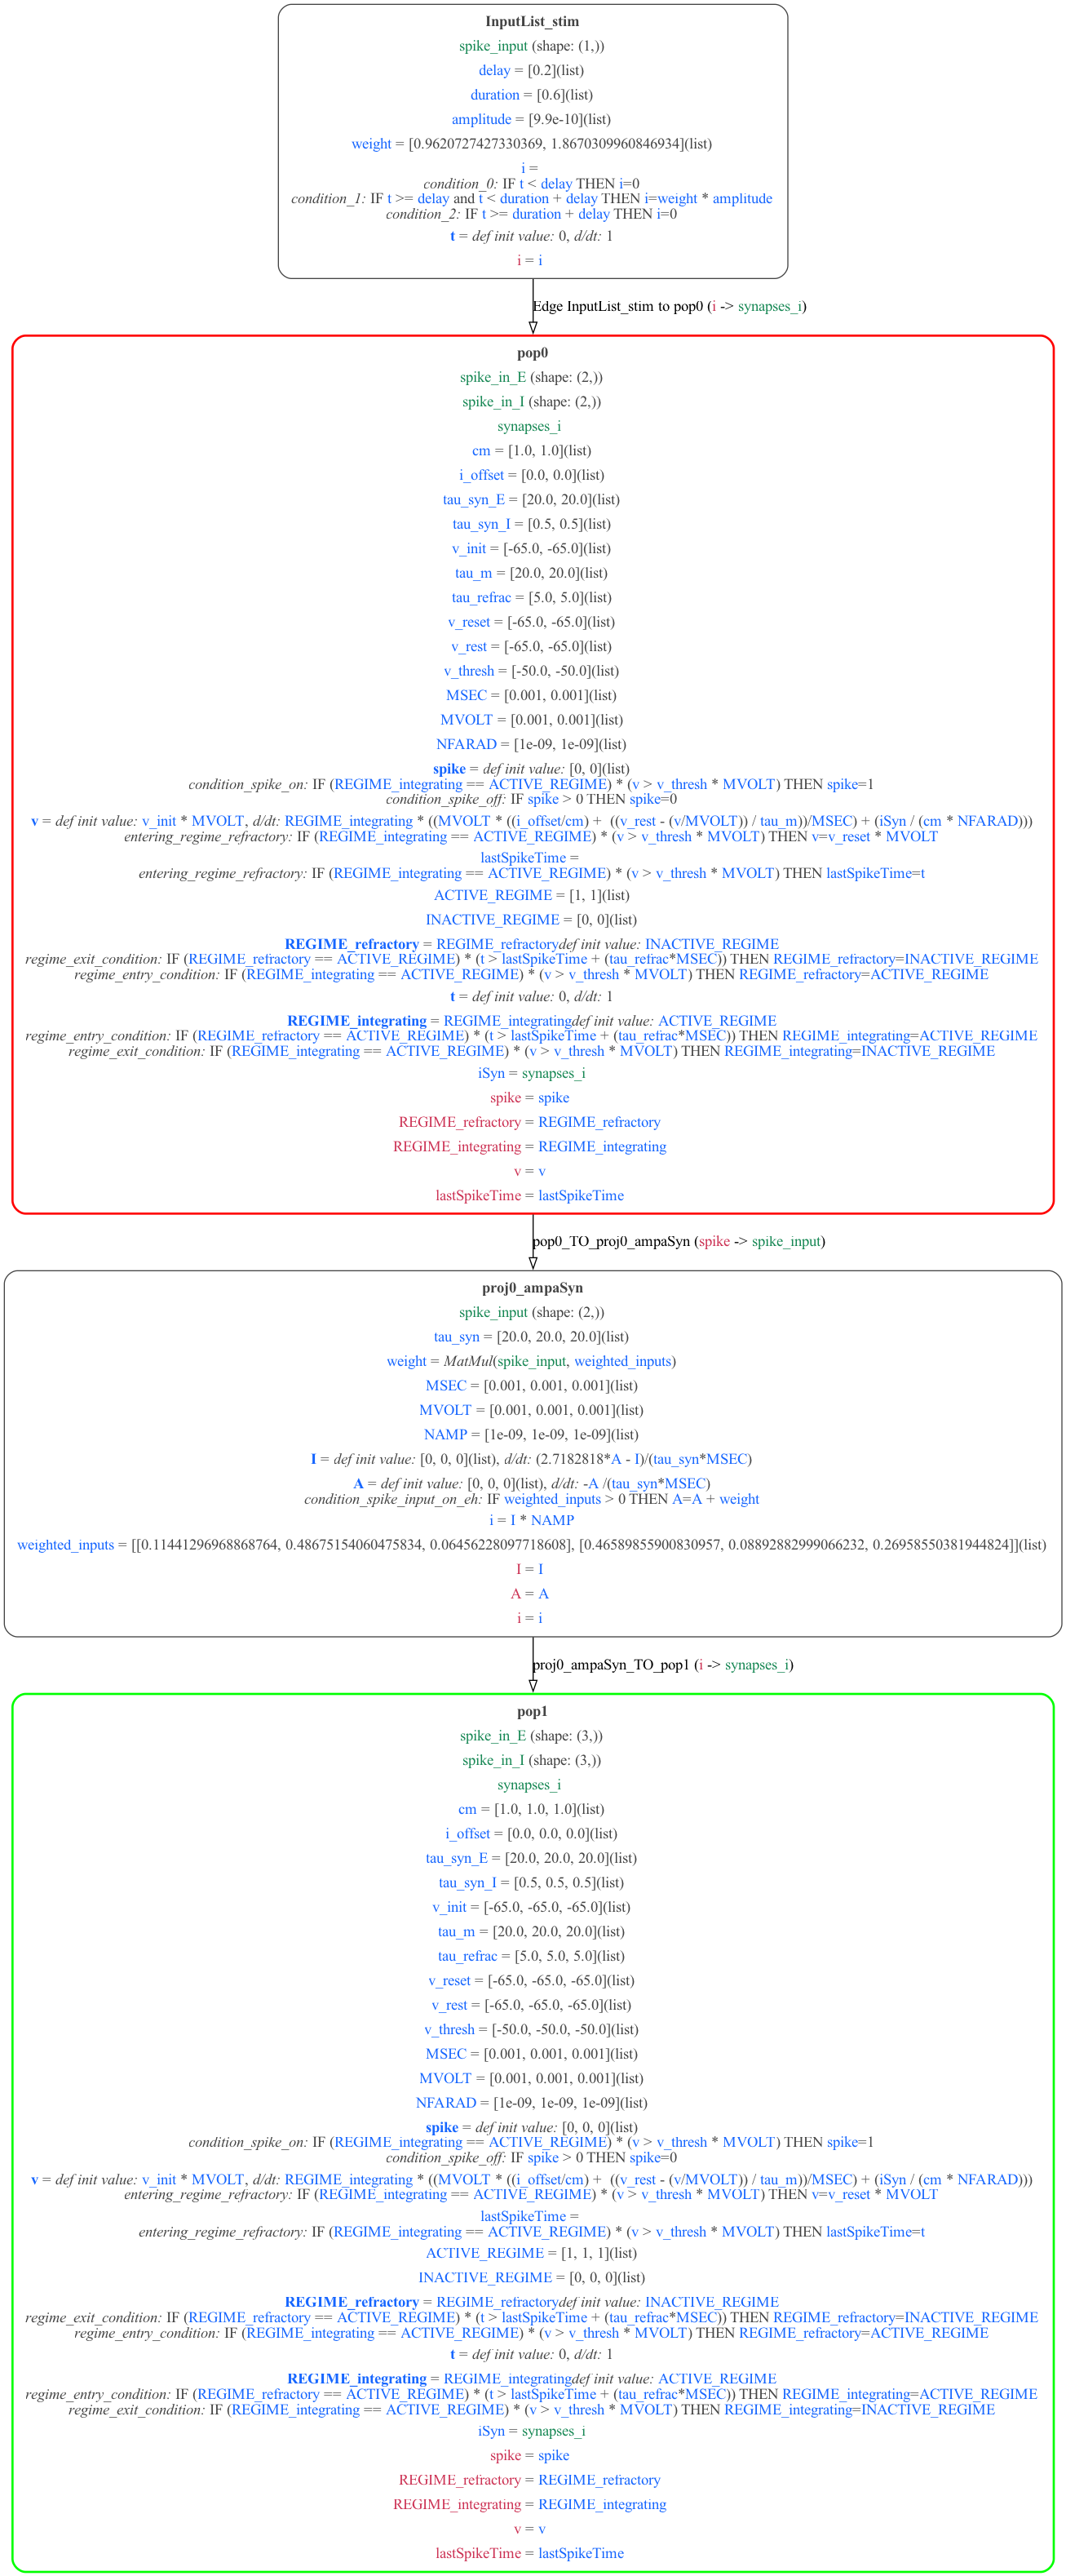 InputList_stim
spike_input (shape: (1,))
delay = [0.2](list)
duration = [0.6](list)
amplitude = [9.9e-10](list)
weight = [0.9620727427330369, 1.8670309960846934](list)
i =
condition_0: IF t < delay THEN i=0
condition_1: IF t >= delay and t < duration + delay THEN i=weight * amplitude
condition_2: IF t >= duration + delay THEN i=0
t = def init value: 0, d/dt: 1
i = i
Edge InputList_stim to pop0 (i -> synapses_i)
pop0
spike_in_E (shape: (2,))
spike_in_I (shape: (2,))
synapses_i
cm = [1.0, 1.0](list)
i_offset = [0.0, 0.0](list)
tau_syn_E = [20.0, 20.0](list)
tau_syn_I = [0.5, 0.5](list)
v_init = [-65.0, -65.0](list)
tau_m = [20.0, 20.0](list)
tau_refrac = [5.0, 5.0](list)
v_reset = [-65.0, -65.0](list)
v_rest = [-65.0, -65.0](list)
v_thresh = [-50.0, -50.0](list)
MSEC = [0.001, 0.001](list)
MVOLT = [0.001, 0.001](list)
NFARAD = [1e-09, 1e-09](list)
spike = def init value: [0, 0](list)
condition_spike_on: IF (REGIME_integrating == ACTIVE_REGIME) * (v > v_thresh * MVOLT) THEN spike=1
condition_spike_off: IF spike > 0 THEN spike=0
v = def init value: v_init * MVOLT, d/dt: REGIME_integrating * ((MVOLT * ((i_offset/cm) +  ((v_rest - (v/MVOLT)) / tau_m))/MSEC) + (iSyn / (cm * NFARAD)))
entering_regime_refractory: IF (REGIME_integrating == ACTIVE_REGIME) * (v > v_thresh * MVOLT) THEN v=v_reset * MVOLT
lastSpikeTime =
entering_regime_refractory: IF (REGIME_integrating == ACTIVE_REGIME) * (v > v_thresh * MVOLT) THEN lastSpikeTime=t
ACTIVE_REGIME = [1, 1](list)
INACTIVE_REGIME = [0, 0](list)
REGIME_refractory = REGIME_refractorydef init value: INACTIVE_REGIME
regime_exit_condition: IF (REGIME_refractory == ACTIVE_REGIME) * (t > lastSpikeTime + (tau_refrac*MSEC)) THEN REGIME_refractory=INACTIVE_REGIME
regime_entry_condition: IF (REGIME_integrating == ACTIVE_REGIME) * (v > v_thresh * MVOLT) THEN REGIME_refractory=ACTIVE_REGIME
t = def init value: 0, d/dt: 1
REGIME_integrating = REGIME_integratingdef init value: ACTIVE_REGIME
regime_entry_condition: IF (REGIME_refractory == ACTIVE_REGIME) * (t > lastSpikeTime + (tau_refrac*MSEC)) THEN REGIME_integrating=ACTIVE_REGIME
regime_exit_condition: IF (REGIME_integrating == ACTIVE_REGIME) * (v > v_thresh * MVOLT) THEN REGIME_integrating=INACTIVE_REGIME
iSyn = synapses_i
spike = spike
REGIME_refractory = REGIME_refractory
REGIME_integrating = REGIME_integrating
v = v
lastSpikeTime = lastSpikeTime
pop0_TO_proj0_ampaSyn (spike -> spike_input)
proj0_ampaSyn
spike_input (shape: (2,))
tau_syn = [20.0, 20.0, 20.0](list)
weight = MatMul(spike_input, weighted_inputs)
MSEC = [0.001, 0.001, 0.001](list)
MVOLT = [0.001, 0.001, 0.001](list)
NAMP = [1e-09, 1e-09, 1e-09](list)
I = def init value: [0, 0, 0](list), d/dt: (2.7182818*A - I)/(tau_syn*MSEC)
A = def init value: [0, 0, 0](list), d/dt: -A /(tau_syn*MSEC)
condition_spike_input_on_eh: IF weighted_inputs > 0 THEN A=A + weight
i = I * NAMP
weighted_inputs = [[0.11441296968868764, 0.48675154060475834, 0.06456228097718608], [0.46589855900830957, 0.08892882999066232, 0.26958550381944824]](list)
I = I
A = A
i = i
proj0_ampaSyn_TO_pop1 (i -> synapses_i)
pop1
spike_in_E (shape: (3,))
spike_in_I (shape: (3,))
synapses_i
cm = [1.0, 1.0, 1.0](list)
i_offset = [0.0, 0.0, 0.0](list)
tau_syn_E = [20.0, 20.0, 20.0](list)
tau_syn_I = [0.5, 0.5, 0.5](list)
v_init = [-65.0, -65.0, -65.0](list)
tau_m = [20.0, 20.0, 20.0](list)
tau_refrac = [5.0, 5.0, 5.0](list)
v_reset = [-65.0, -65.0, -65.0](list)
v_rest = [-65.0, -65.0, -65.0](list)
v_thresh = [-50.0, -50.0, -50.0](list)
MSEC = [0.001, 0.001, 0.001](list)
MVOLT = [0.001, 0.001, 0.001](list)
NFARAD = [1e-09, 1e-09, 1e-09](list)
spike = def init value: [0, 0, 0](list)
condition_spike_on: IF (REGIME_integrating == ACTIVE_REGIME) * (v > v_thresh * MVOLT) THEN spike=1
condition_spike_off: IF spike > 0 THEN spike=0
v = def init value: v_init * MVOLT, d/dt: REGIME_integrating * ((MVOLT * ((i_offset/cm) +  ((v_rest - (v/MVOLT)) / tau_m))/MSEC) + (iSyn / (cm * NFARAD)))
entering_regime_refractory: IF (REGIME_integrating == ACTIVE_REGIME) * (v > v_thresh * MVOLT) THEN v=v_reset * MVOLT
lastSpikeTime =
entering_regime_refractory: IF (REGIME_integrating == ACTIVE_REGIME) * (v > v_thresh * MVOLT) THEN lastSpikeTime=t
ACTIVE_REGIME = [1, 1, 1](list)
INACTIVE_REGIME = [0, 0, 0](list)
REGIME_refractory = REGIME_refractorydef init value: INACTIVE_REGIME
regime_exit_condition: IF (REGIME_refractory == ACTIVE_REGIME) * (t > lastSpikeTime + (tau_refrac*MSEC)) THEN REGIME_refractory=INACTIVE_REGIME
regime_entry_condition: IF (REGIME_integrating == ACTIVE_REGIME) * (v > v_thresh * MVOLT) THEN REGIME_refractory=ACTIVE_REGIME
t = def init value: 0, d/dt: 1
REGIME_integrating = REGIME_integratingdef init value: ACTIVE_REGIME
regime_entry_condition: IF (REGIME_refractory == ACTIVE_REGIME) * (t > lastSpikeTime + (tau_refrac*MSEC)) THEN REGIME_integrating=ACTIVE_REGIME
regime_exit_condition: IF (REGIME_integrating == ACTIVE_REGIME) * (v > v_thresh * MVOLT) THEN REGIME_integrating=INACTIVE_REGIME
iSyn = synapses_i
spike = spike
REGIME_refractory = REGIME_refractory
REGIME_integrating = REGIME_integrating
v = v
lastSpikeTime = lastSpikeTime